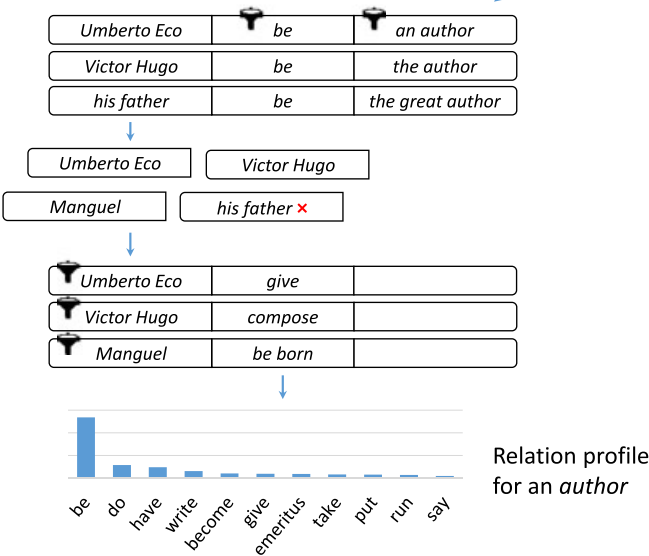 Umberto Eco be an author
Victor Hugo be the author
his father be the great author
Umberto Eco Victor Hugo
Manguel his father ×
Umberto Eco give
Victor Hugo compose
Manguel be born
be do have write become give emeritus take put run say
Relation profile
for an author